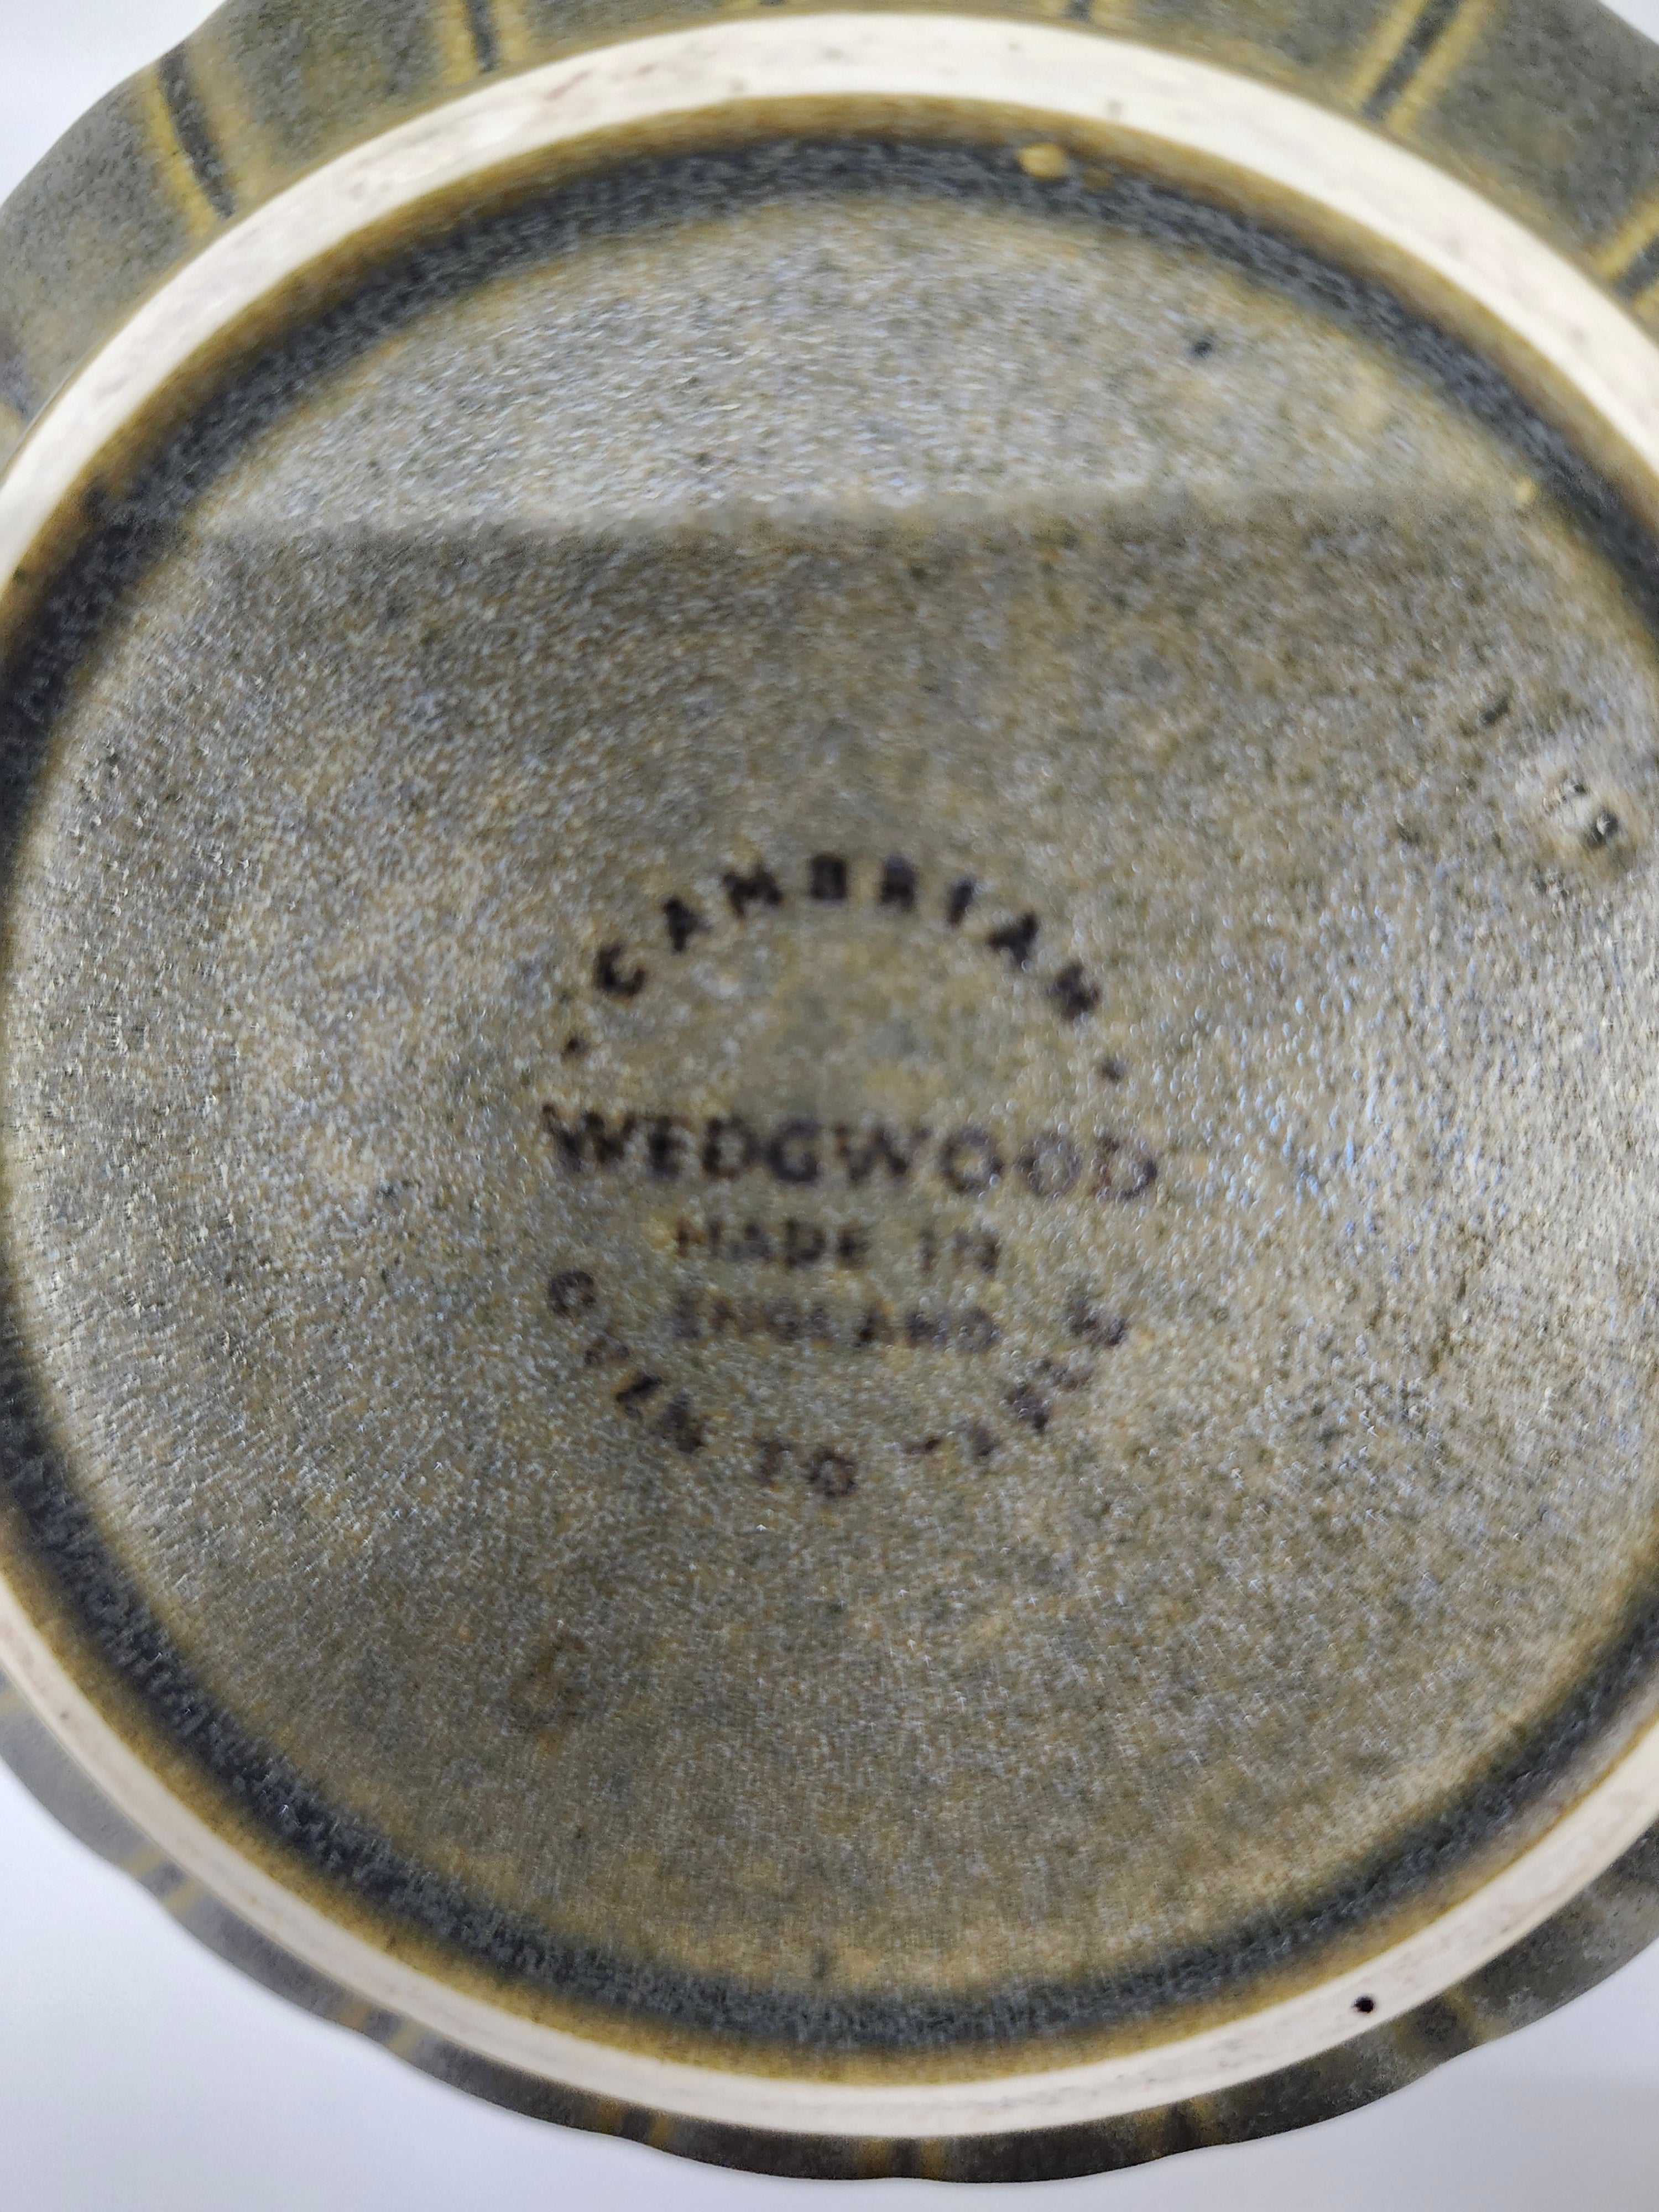 CAMBRIAN
WEDGWOOD
MADE IN
ENGLAND
OVEN TO TABLE